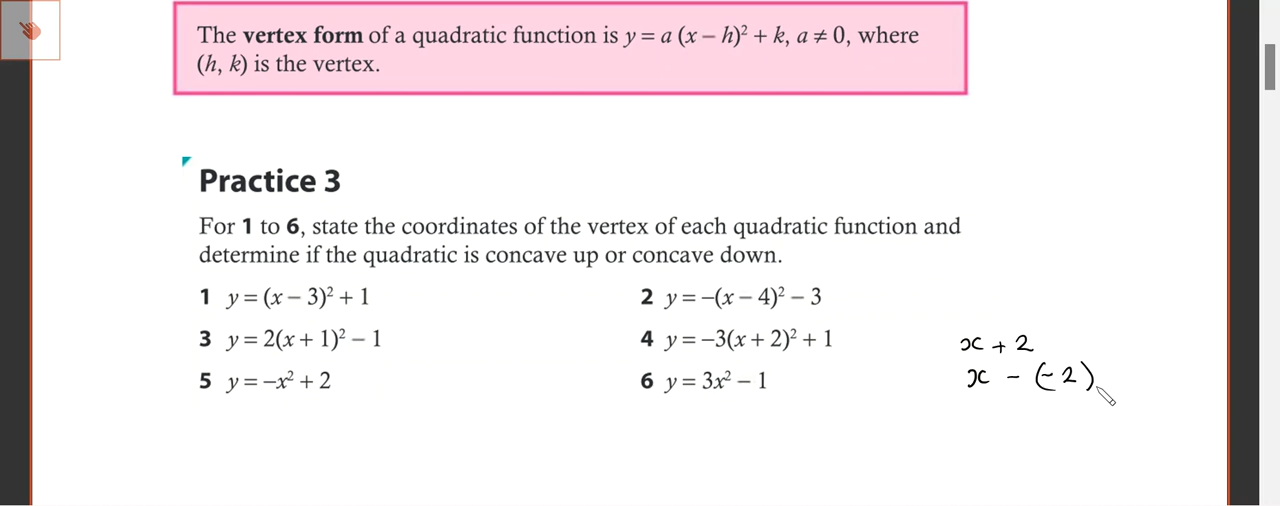 The vertex form of a quadratic function is y = a (x – h)² + k, a ≠ 0, where
(h, k) is the vertex.
Practice 3
For 1 to 6, state the coordinates of the vertex of each quadratic function and
determine if the quadratic is concave up or concave down.
1 y = (x – 3)² + 1
2 y = –(x – 4)² – 3
3 y = 2(x + 1)² – 1
4 y = –3(x + 2)² + 1
5 y = –x² + 2
6 y = 3x² – 1
x + 2
x - (-2)